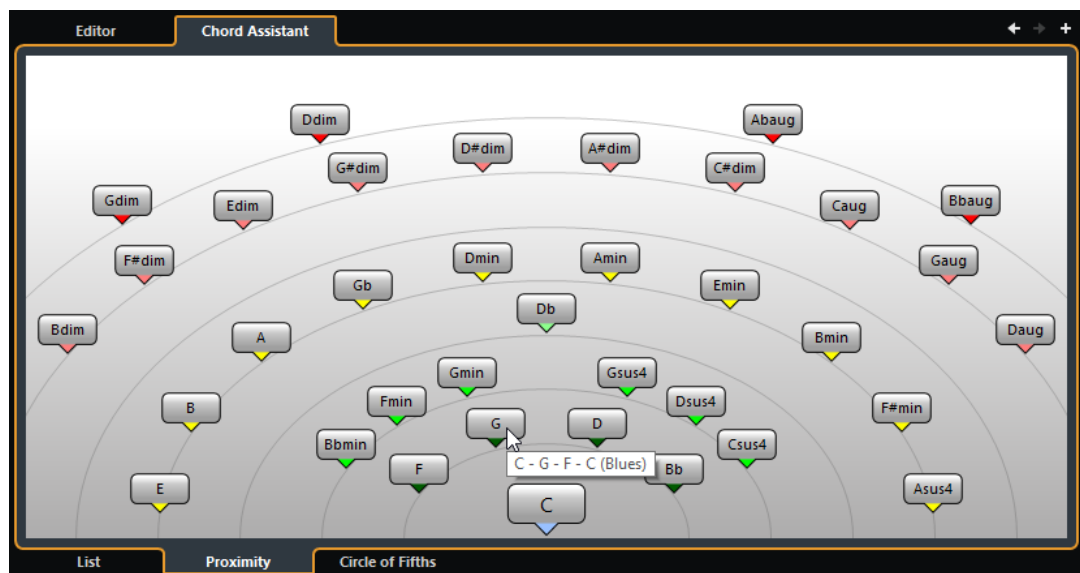 Editor Chord Assistant
Ddim Abaug
D#dim A#dim
G#dim C#dim
Gdim Edim Caug Bbaug
F#dim Dmin Amin Gaug
Gb Emin
Db
Bdim A Bmin Daug
Gmin Gsus4
Fmin Dsus4
B F#min
G D
Bbmin Csus4
C - G - F - C (Blues)
F Bb
E Asus4
C
List Proximity Circle of Fifths